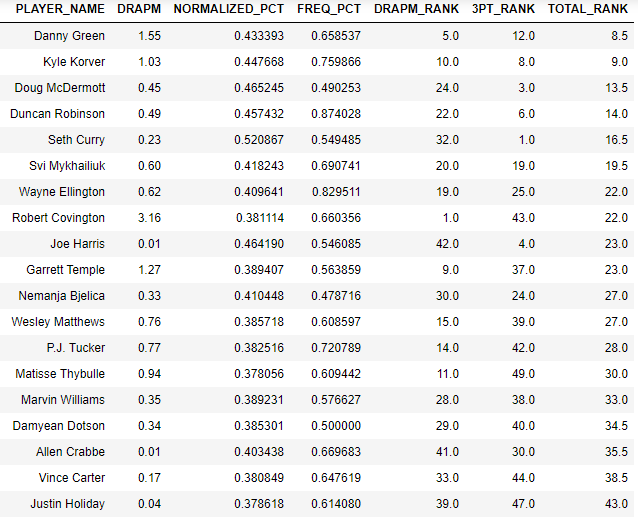 PLAYER_NAME DRAPM NORMALIZED_PCT FREQ_PCT DRAPM_RANK 3PT_RANK TOTAL_RANK
Danny Green 1.55 0.433393 0.658537 5.0 12.0 8.5
Kyle Korver 1.03 0.447668 0.759866 10.0 8.0 9.0
Doug McDermott 0.45 0.465245 0.490253 24.0 3.0 13.5
Duncan Robinson 0.49 0.457432 0.874028 22.0 6.0 14.0
Seth Curry 0.23 0.520867 0.549485 32.0 1.0 16.5
Svi Mykhailiuk 0.60 0.418243 0.690741 20.0 19.0 19.5
Wayne Ellington 0.62 0.409641 0.829511 19.0 25.0 22.0
Robert Covington 3.16 0.381114 0.660356 1.0 43.0 22.0
Joe Harris 0.01 0.464190 0.546085 42.0 4.0 23.0
Garrett Temple 1.27 0.389407 0.563859 9.0 37.0 23.0
Nemanja Bjelica 0.33 0.410448 0.478716 30.0 24.0 27.0
Wesley Matthews 0.76 0.385718 0.608597 15.0 39.0 27.0
P.J. Tucker 0.77 0.382516 0.720789 14.0 42.0 28.0
Matisse Thybulle 0.94 0.378056 0.609442 11.0 49.0 30.0
Marvin Williams 0.35 0.389231 0.576627 28.0 38.0 33.0
Damyean Dotson 0.34 0.385301 0.500000 29.0 40.0 34.5
Allen Crabbe 0.01 0.403438 0.669683 41.0 30.0 35.5
Vince Carter 0.17 0.380849 0.647619 33.0 44.0 38.5
Justin Holiday 0.04 0.378618 0.614080 39.0 47.0 43.0